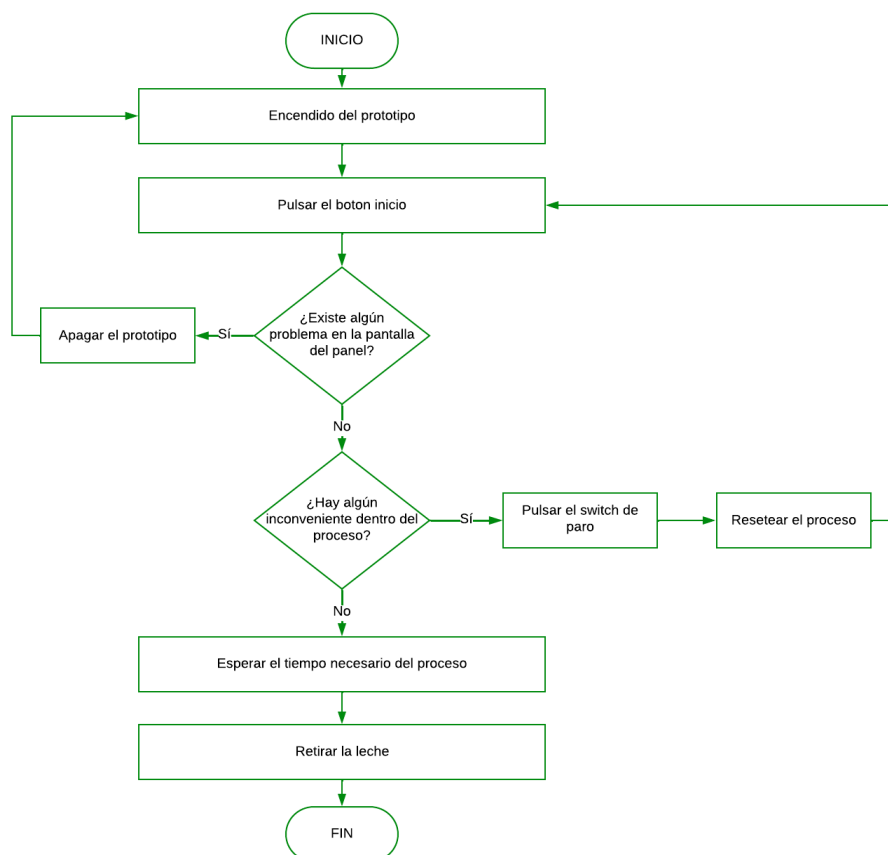 INICIO
Encendido del prototipo
Pulsar el boton inicio
¿Existe algún
problema en la pantalla
del panel?
Sí
Apagar el prototipo
No
¿Hay algún
inconveniente dentro del
proceso?
Sí
Pulsar el switch de
paro
Resetear el proceso
No
Esperar el tiempo necesario del proceso
Retirar la leche
FIN